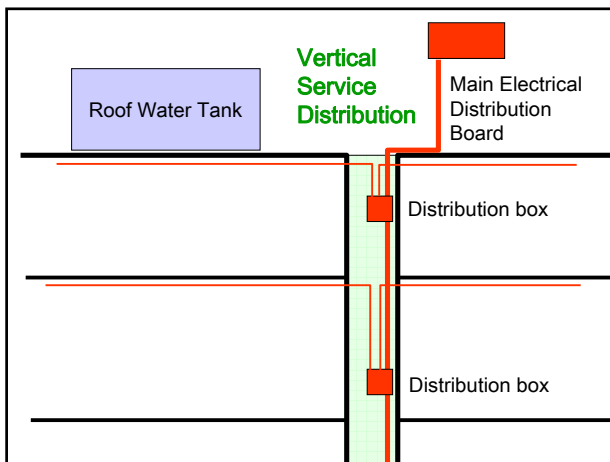 Vertical
Service
Distribution
Roof Water Tank
Main Electrical
Distribution
Board
Distribution box
Distribution box